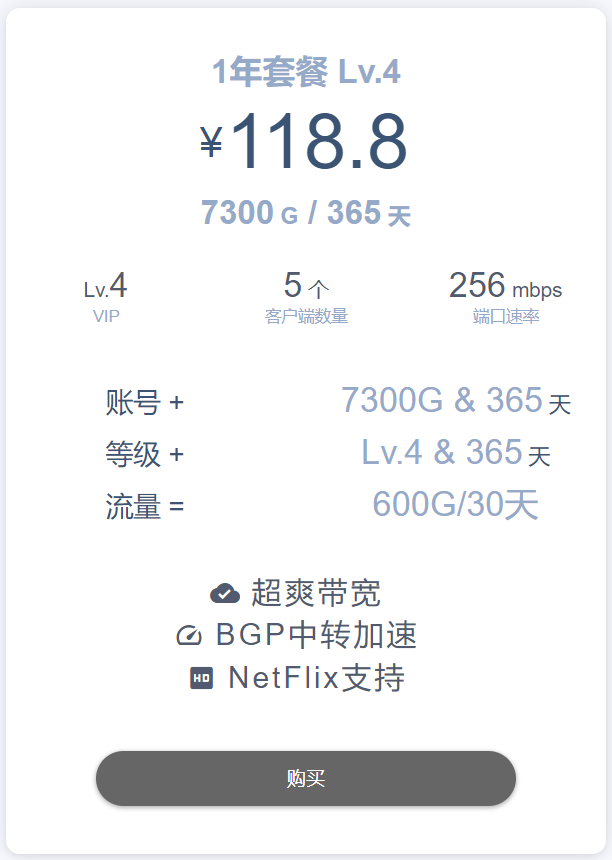 1年套餐 Lv.4
¥118.8
7300 G / 365 天
Lv.4 5 个 256 mbps
VIP 客户端数量 端口速率
账号 + 7300G & 365 天
等级 + Lv.4 & 365 天
流量 = 600G/30天
超爽带宽
BGP中转加速
HD NetFlix支持
购买